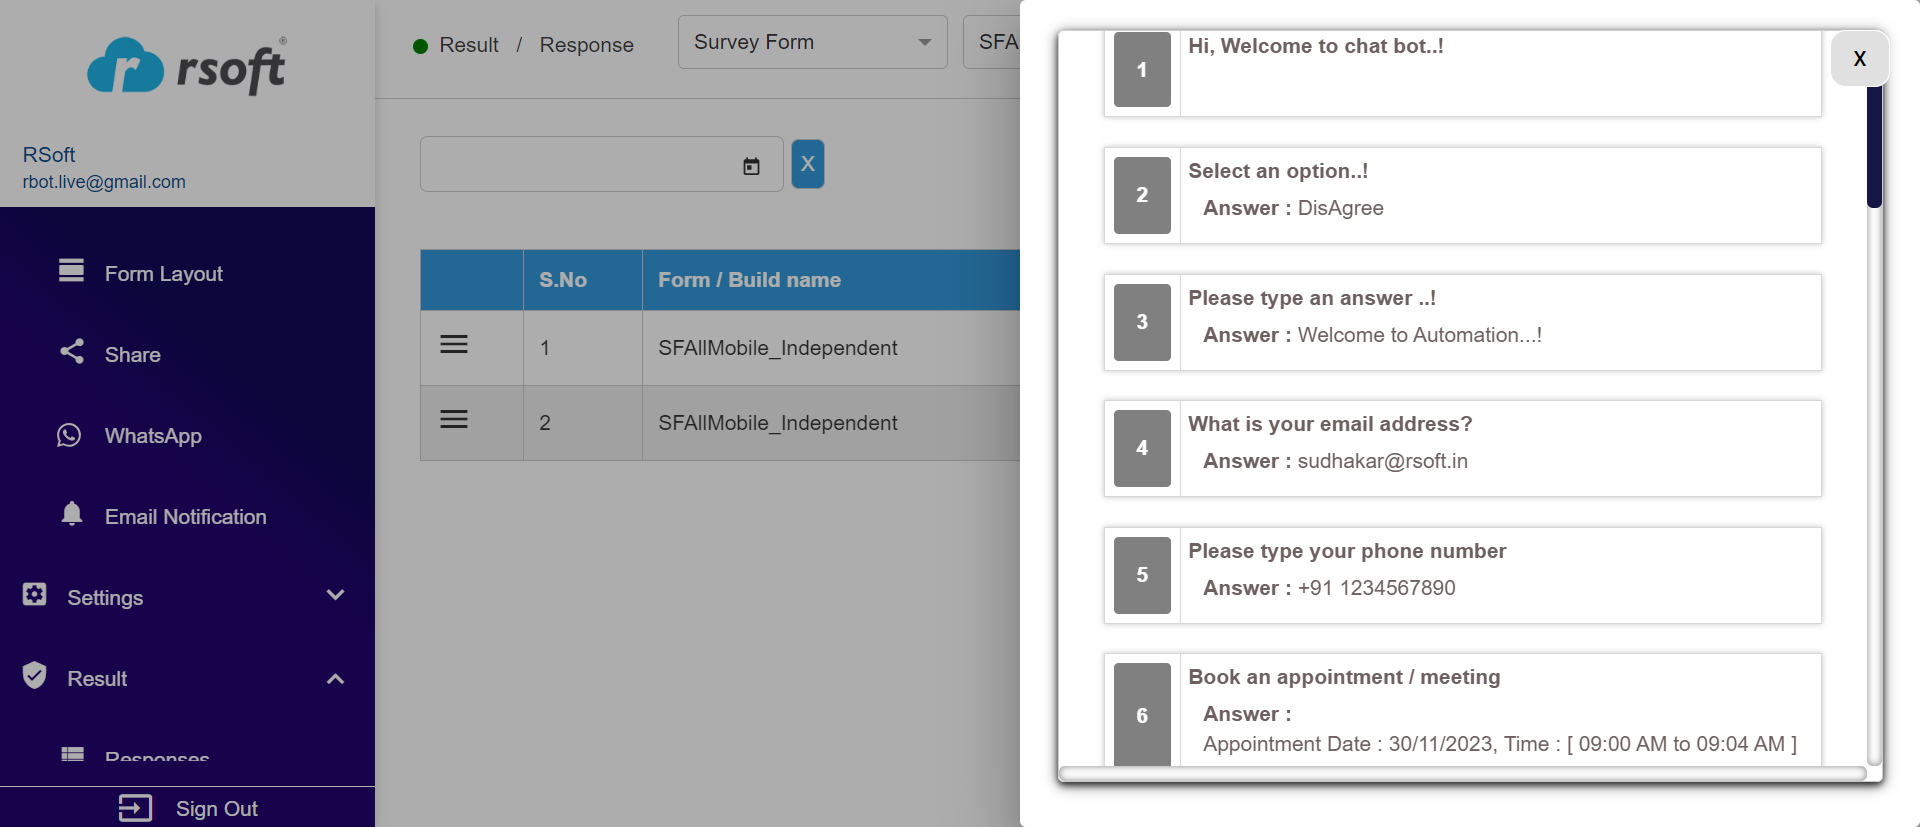 rsoft®
RSoft
rbot.live@gmail.com
Form Layout
Share
WhatsApp
Email Notification
Settings
Result
Responses
Sign Out
Result / Response
Survey Form
SFA
X
S.No
Form / Build name
1
SFAllMobile_Independent
2
SFAllMobile_Independent
X
1
Hi, Welcome to chat bot..!
2
Select an option..!
Answer : DisAgree
3
Please type an answer ..!
Answer : Welcome to Automation...!
4
What is your email address?
Answer : sudhakar@rsoft.in
5
Please type your phone number
Answer : +91 1234567890
6
Book an appointment / meeting
Answer :
Appointment Date : 30/11/2023, Time : [ 09:00 AM to 09:04 AM ]